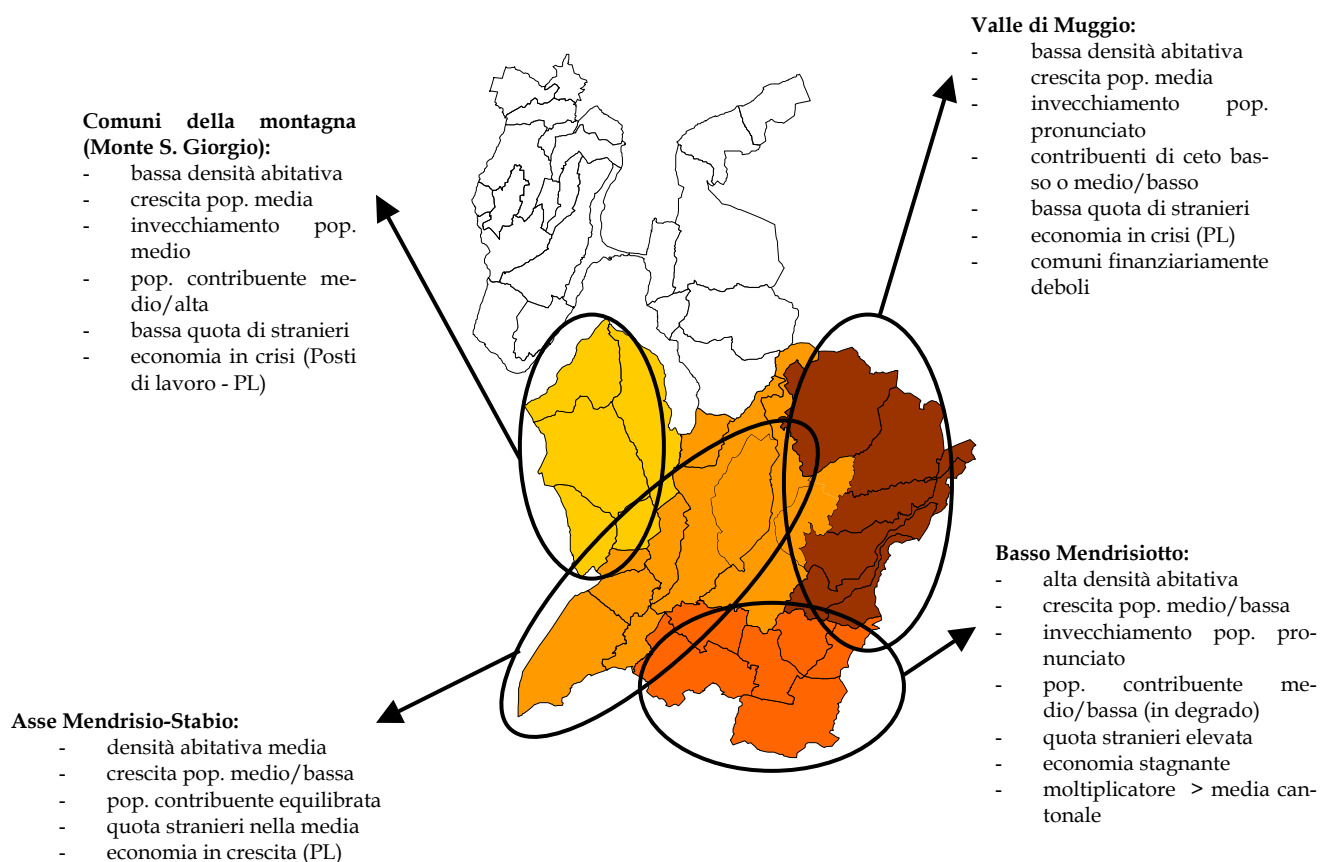 Valle di Muggio:
- bassa densità abitativa
- crescita pop. media
- invecchiamento pop.
pronunciato
- contribuenti di ceto bas-
so o medio/basso
- bassa quota di stranieri
- economia in crisi (PL)
- comuni finanziariamente
deboli
Comuni della montagna
(Monte S. Giorgio):
- bassa densità abitativa
- crescita pop. media
- invecchiamento pop.
medio
- pop. contribuente me-
dio/alta
- bassa quota di stranieri
- economia in crisi (Posti
di lavoro - PL)
Basso Mendrisiotto:
- alta densità abitativa
- crescita pop. medio/bassa
- invecchiamento pop. pro-
nunciato
- pop. contribuente me-
dio/bassa (in degrado)
- quota stranieri elevata
- economia stagnante
- moltiplicatore > media can-
tonale
Asse Mendrisio-Stabio:
- densità abitativa media
- crescita pop. medio/bassa
- pop. contribuente equilibrata
- quota stranieri nella media
- economia in crescita (PL)